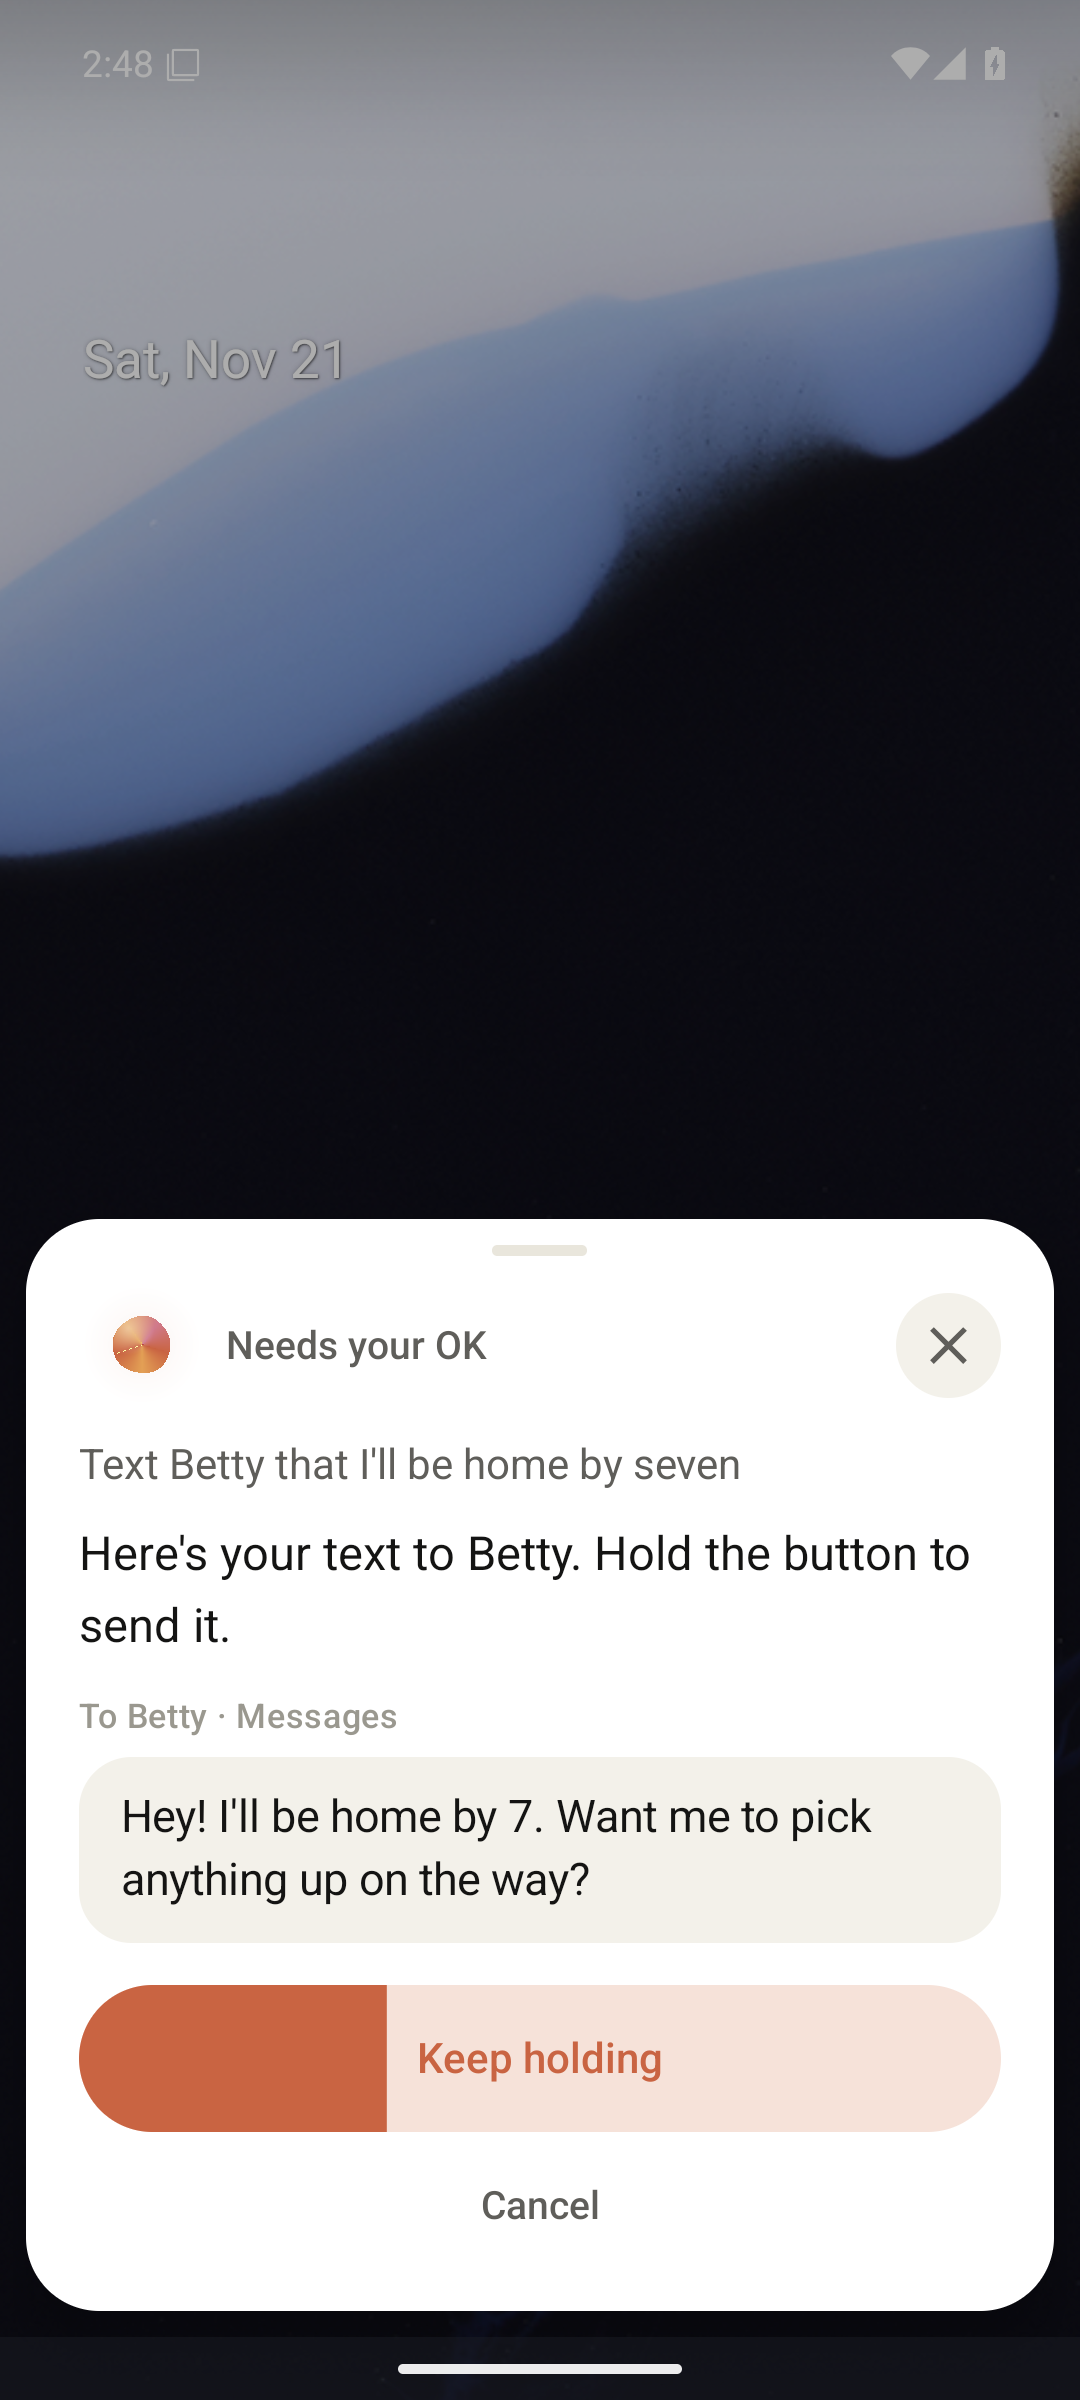 2:48
Sat, Nov 21
Needs your OK
Text Betty that I'll be home by seven
Here's your text to Betty. Hold the button to
send it.
To Betty · Messages
Hey! I'll be home by 7. Want me to pick
anything up on the way?
Keep holding
Cancel